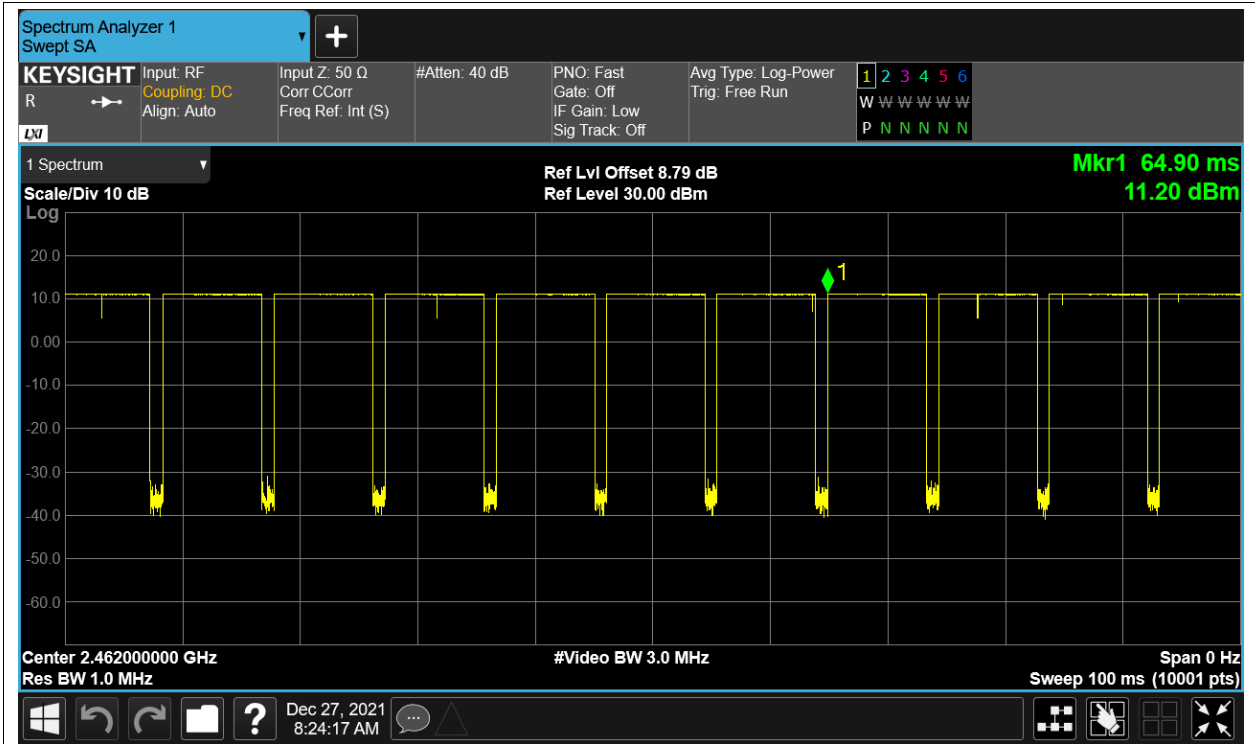 Spectrum Analyzer 1
Swept SA
KEYSIGHT
R
LXI
Input: RF
Coupling: DC
Align: Auto
Input Z: 50 Ω
Corr CCorr
Freq Ref: Int (S)
#Atten: 40 dB
PNO: Fast
Gate: Off
IF Gain: Low
Sig Track: Off
Avg Type: Log-Power
Trig: Free Run
1 2 3 4 5 6
W W W W W W
P N N N N N
1 Spectrum
Scale/Div 10 dB
Log
Ref Lvl Offset 8.79 dB
Ref Level 30.00 dBm
Mkr1 64.90 ms
11.20 dBm
1
20.0
10.0
0.00
-10.0
-20.0
-30.0
-40.0
-50.0
-60.0
Center 2.462000000 GHz
Res BW 1.0 MHz
#Video BW 3.0 MHz
Span 0 Hz
Sweep 100 ms (10001 pts)
?
Dec 27, 2021
8:24:17 AM